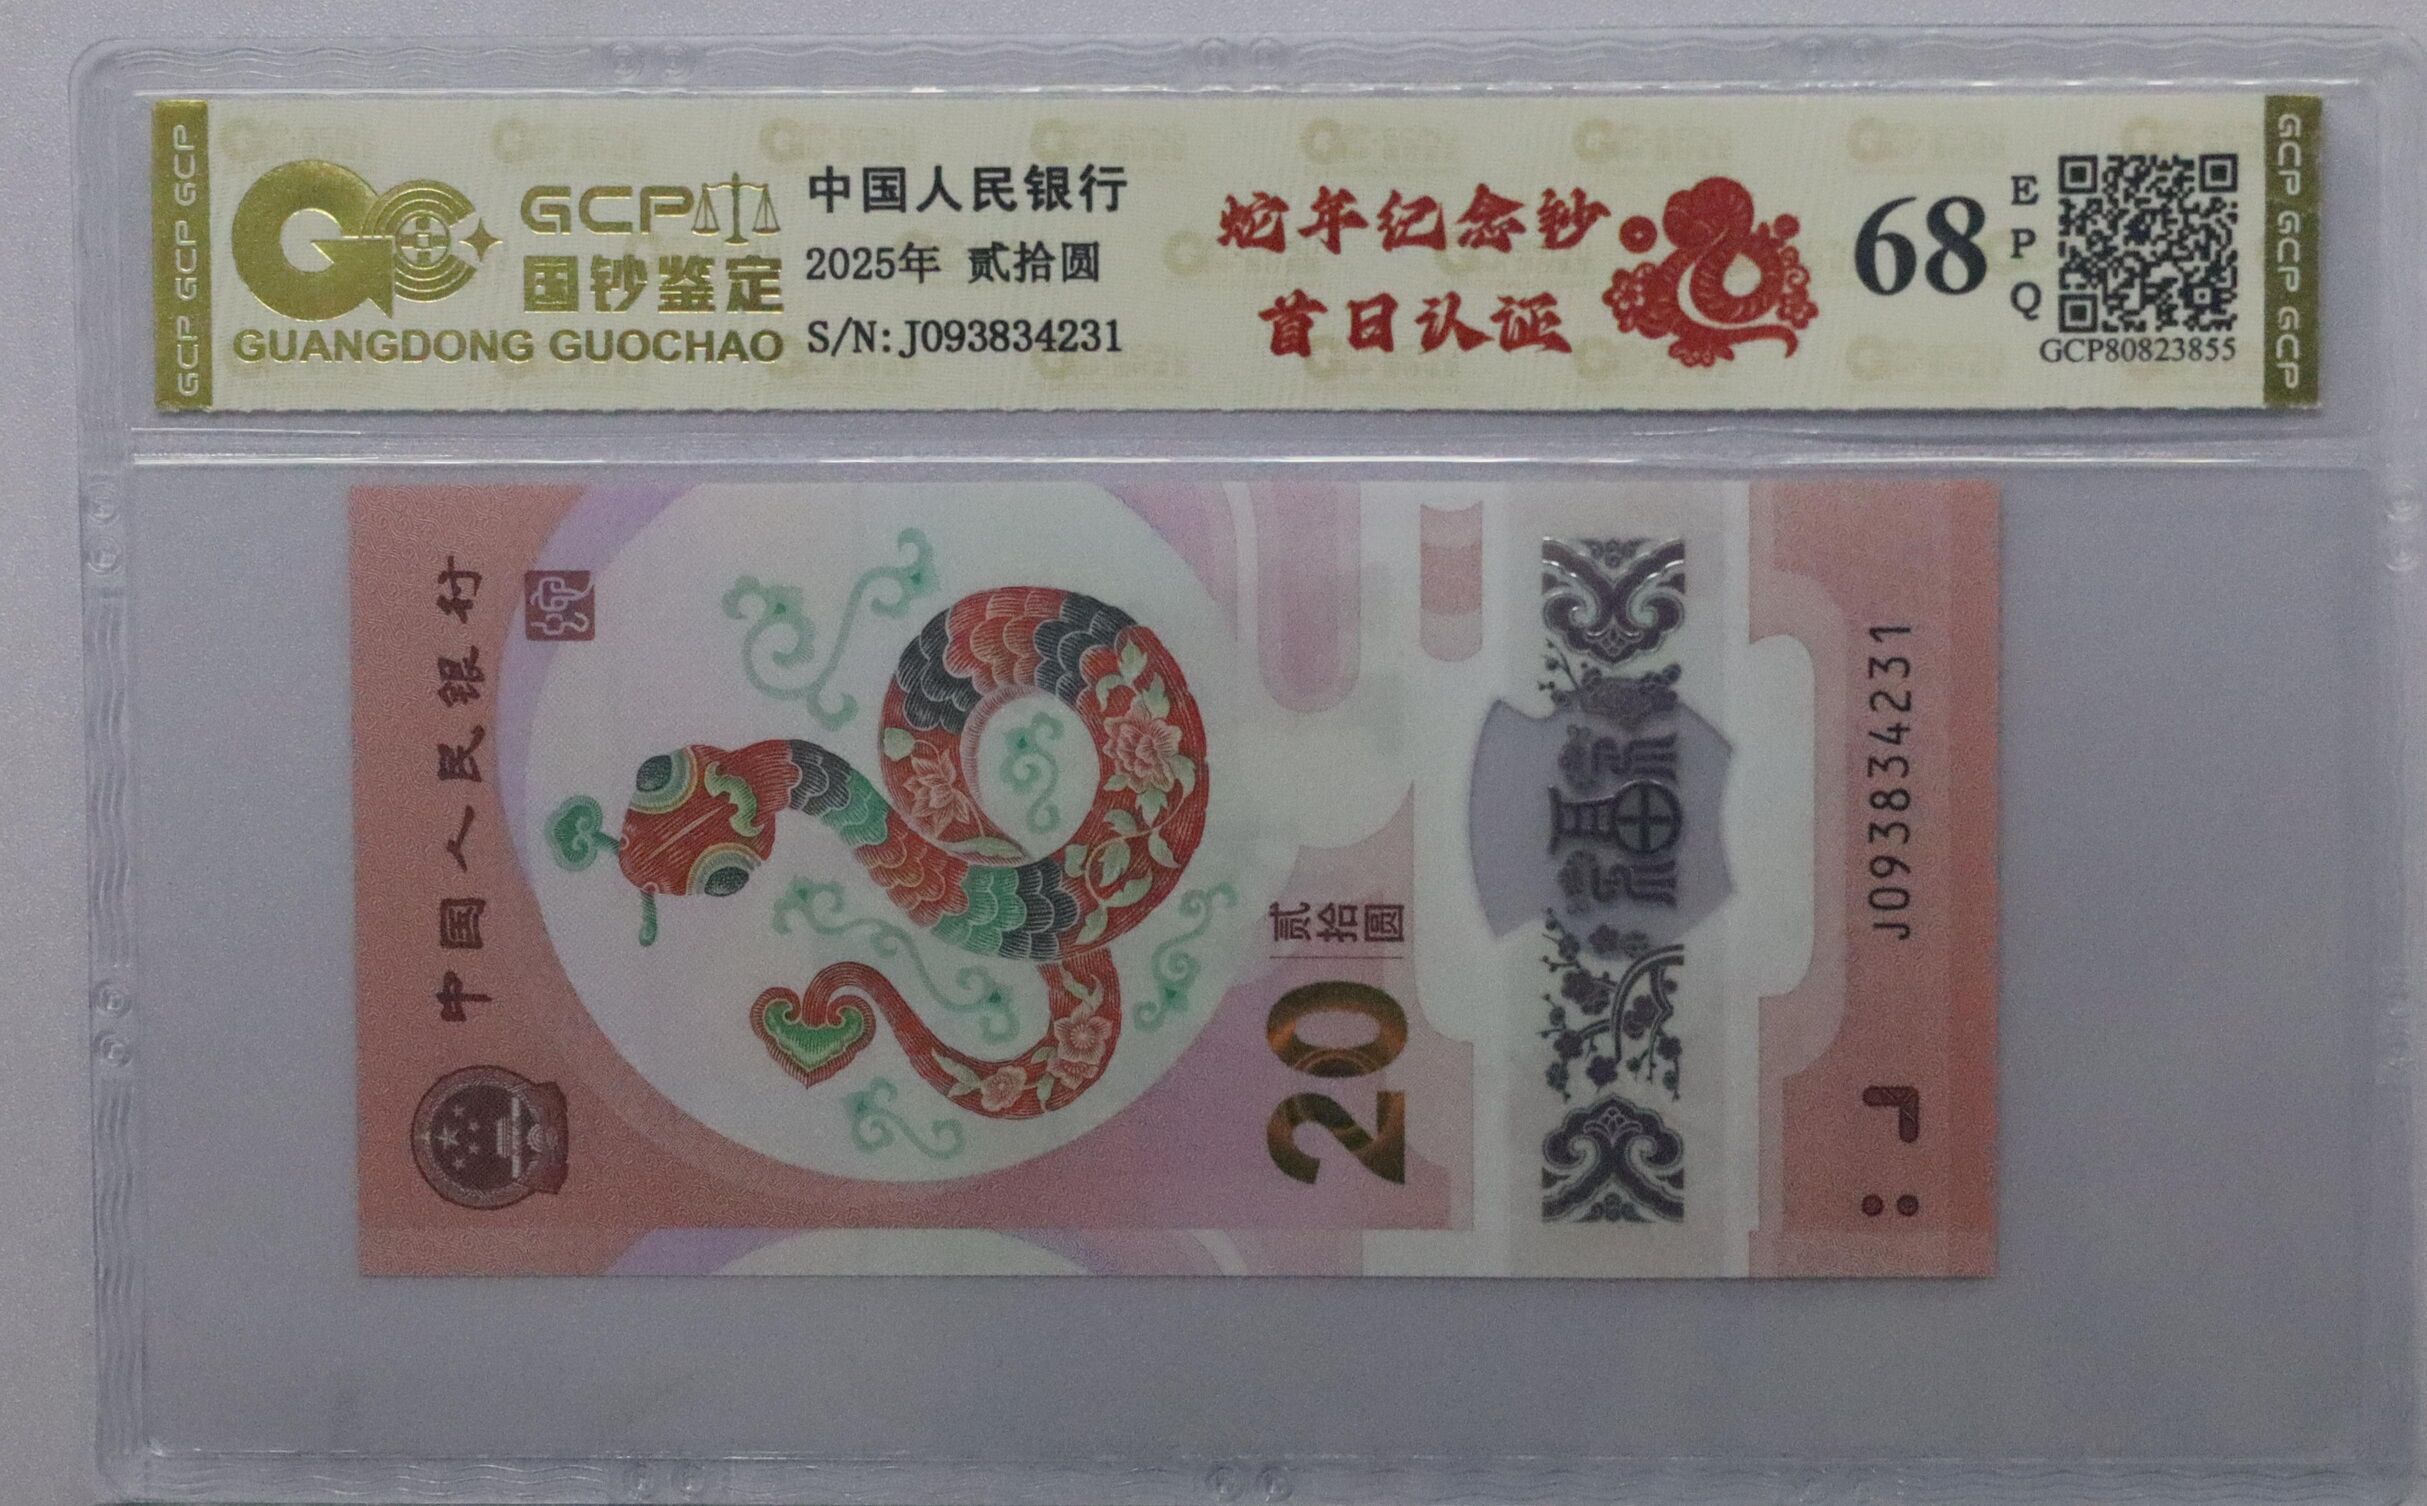 GCP GCP GCP
GCP
国钞鉴定
GUANGDONG GUOCHAO
中国人民银行
2025年 贰拾圆
S/N: J093834231
蛇年纪念钞
首日认证
68
EPQ
GCP80823855
GCP GCP GCP
中国人民银行
贰拾圆
20
福
J093834231